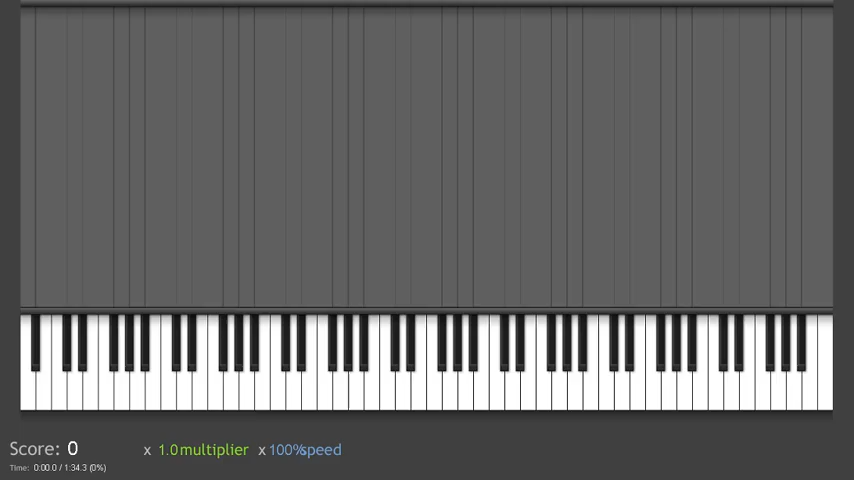 Score: 0 x 1.0 multiplier x 100% speed
Time: 0:00.0 / 1:34.3 (0%)